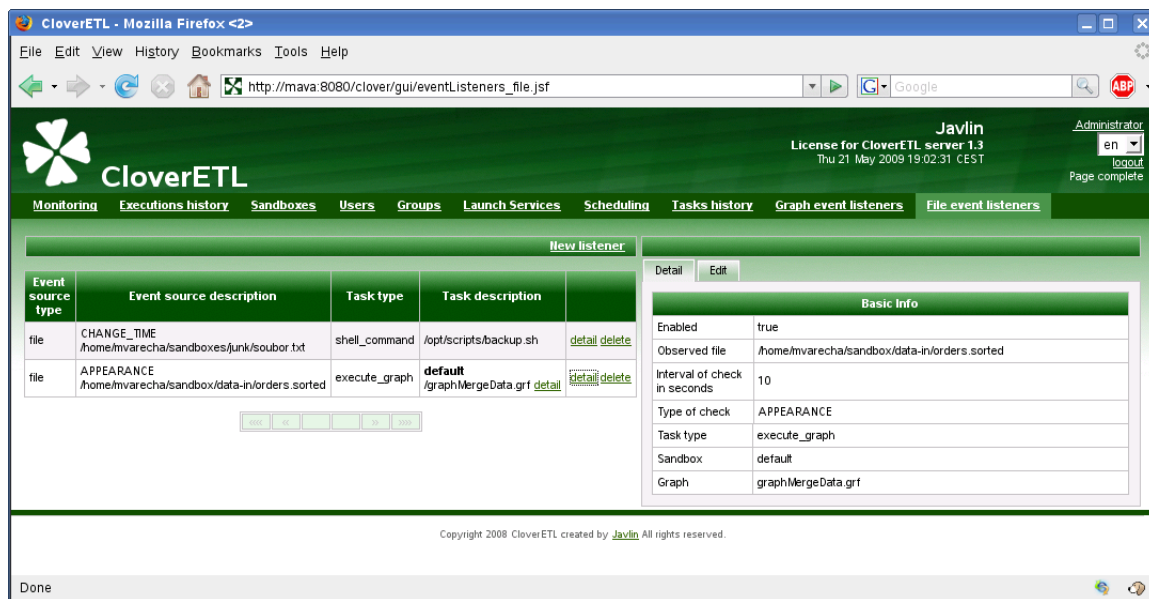 CloverETL - Mozilla Firefox <2>
File Edit View History Bookmarks Tools Help
http://mava:8080/clover/gui/eventListeners_file.jsf
G Google
ABP
CloverETL
Javlin
License for CloverETL server 1.3
Thu 21 May 2009 19:02:31 CEST
Administrator
en
logout
Page complete
Monitoring Executions history Sandboxes Users Groups Launch Services Scheduling Tasks history Graph event listeners File event listeners
New listener
Event source type Event source description Task type Task description
file CHANGE_TIME /home/mvarecha/sandboxes/junk/soubor.txt shell_command /opt/scripts/backup.sh detail delete
file APPEARANCE /home/mvarecha/sandbox/data-in/orders.sorted execute_graph default /graphMergeData.grf detail detail delete
«« « » »»
Detail Edit
Basic Info
Enabled true
Observed file /home/mvarecha/sandbox/data-in/orders.sorted
Interval of check in seconds 10
Type of check APPEARANCE
Task type execute_graph
Sandbox default
Graph graphMergeData.grf
Copyright 2008 CloverETL created by Javlin All rights reserved.
Done